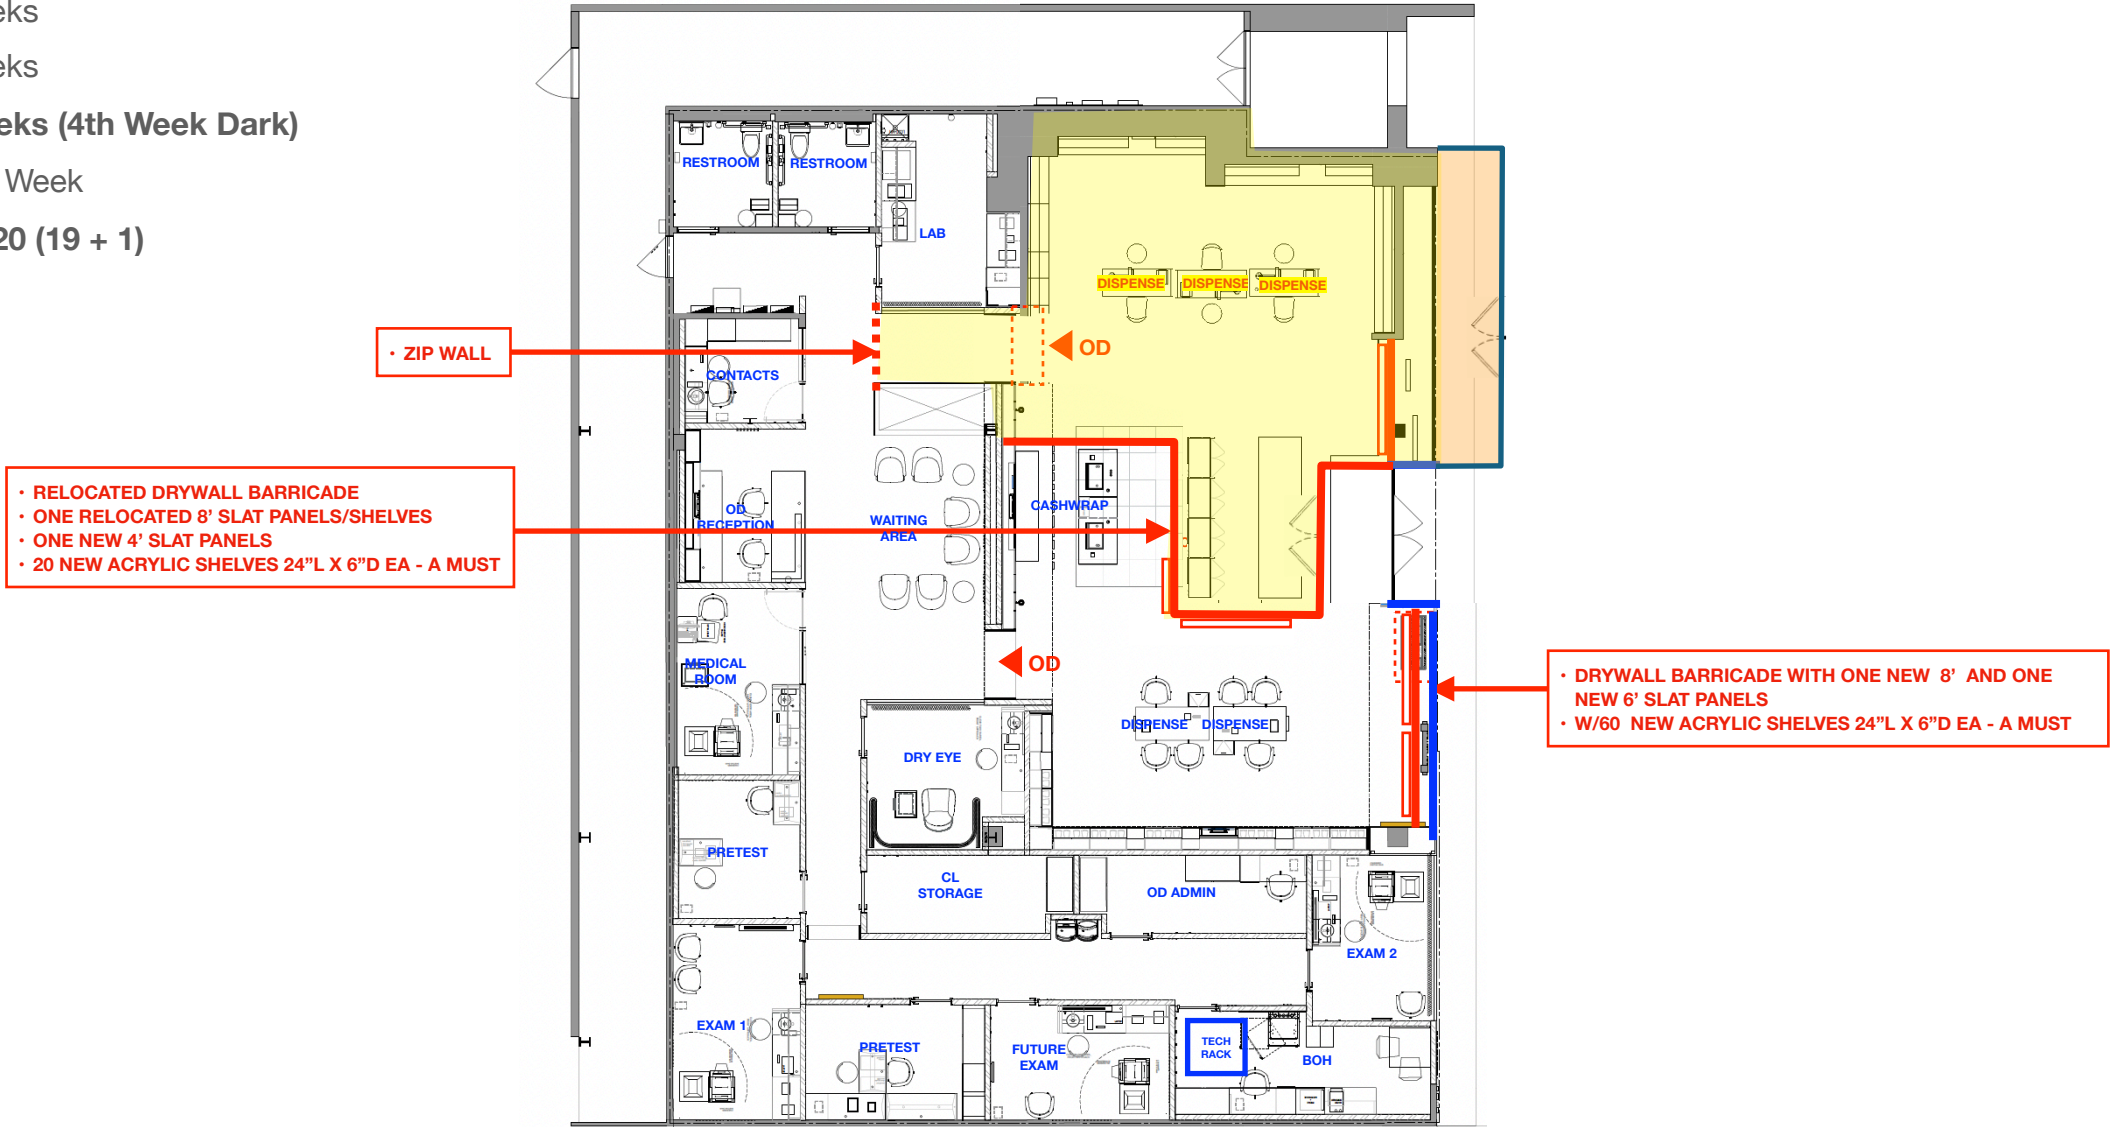 eks
eks
eks (4th Week Dark)
Week
20 (19 + 1)
RESTROOM
RESTROOM
LAB
DISPENSE
DISPENSE
DISPENSE
· ZIP WALL
OD
CONTACTS
· RELOCATED DRYWALL BARRICADE
· ONE RELOCATED 8’ SLAT PANELS/SHELVES
· ONE NEW 4’ SLAT PANELS
· 20 NEW ACRYLIC SHELVES 24”L X 6”D EA - A MUST
OD
RECEPTION
WAITING
AREA
CASHWRAP
MEDICAL
ROOM
OD
· DRYWALL BARRICADE WITH ONE NEW 8’ AND ONE
NEW 6’ SLAT PANELS
· W/60 NEW ACRYLIC SHELVES 24”L X 6”D EA - A MUST
DISPENSE
DISPENSE
DRY EYE
PRETEST
CL
STORAGE
OD ADMIN
EXAM 2
EXAM 1
PRETEST
FUTURE
EXAM
TECH
RACK
BOH